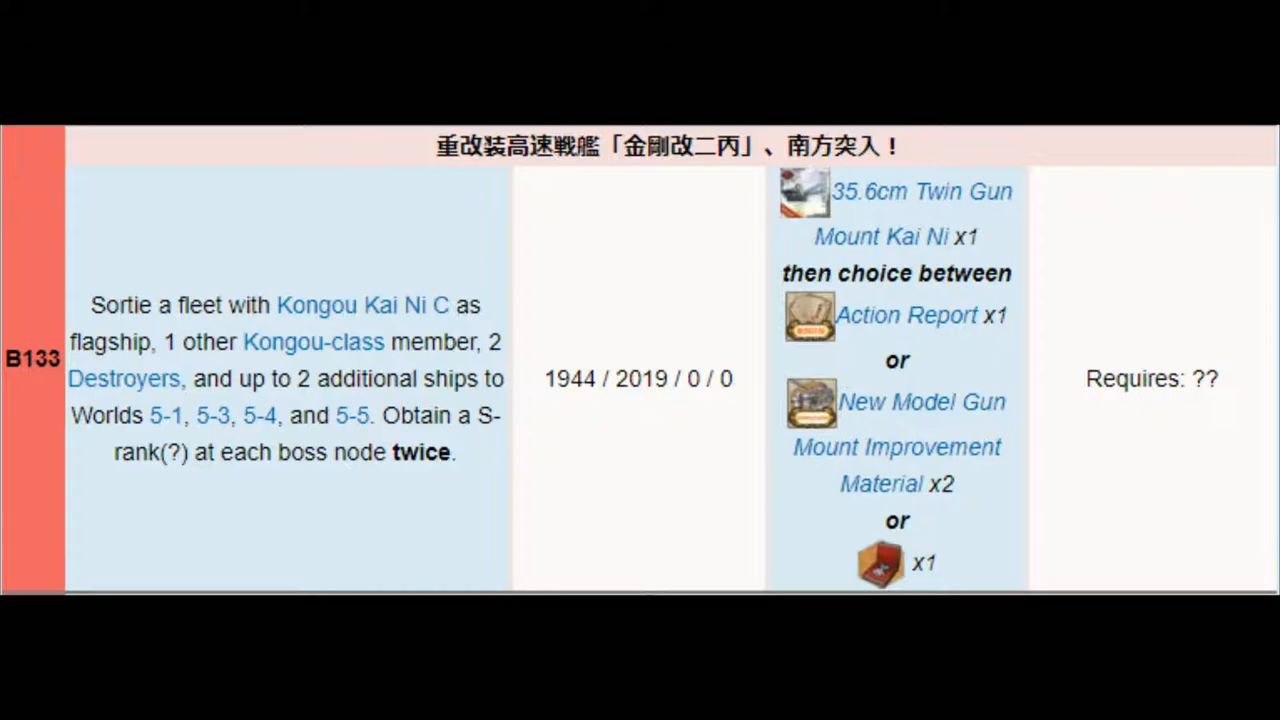 重改装高速戦艦「金剛改二丙」、南方突入！
B133
Sortie a fleet with Kongou Kai Ni C as
flagship, 1 other Kongou-class member, 2
Destroyers, and up to 2 additional ships to
Worlds 5-1, 5-3, 5-4, and 5-5. Obtain a S-
rank(?) at each boss node twice.
1944 / 2019 / 0 / 0
35.6cm Twin Gun
Mount Kai Ni x1
then choice between
Action Report x1
or
New Model Gun
Mount Improvement
Material x2
or
x1
Requires: ??